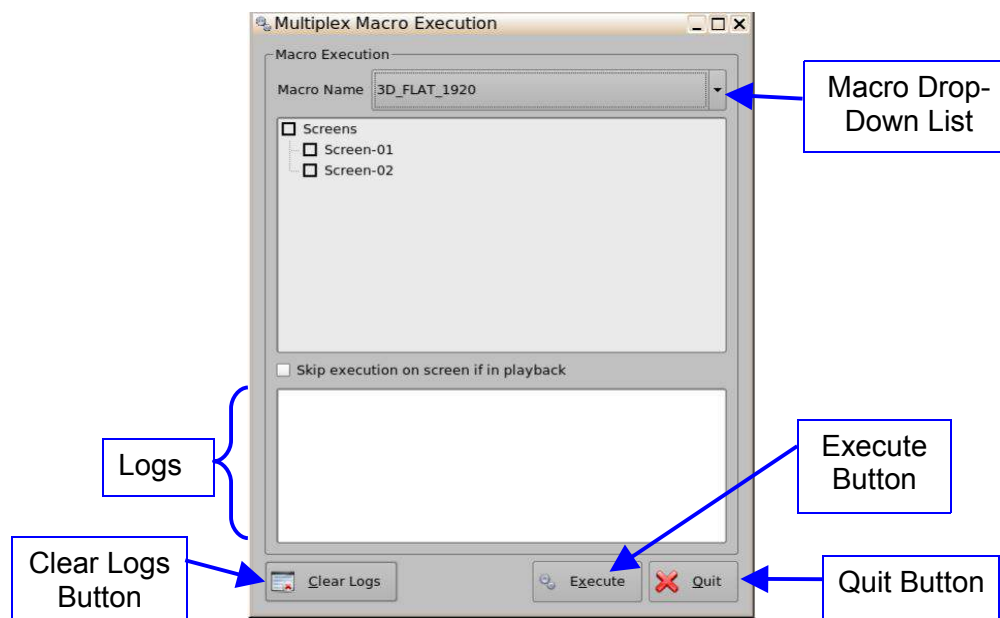 Multiplex Macro Execution
Macro Execution
Macro Name 3D_FLAT_1920
Macro Drop-
Down List
Screens
Screen-01
Screen-02
Skip execution on screen if in playback
Logs
Execute
Button
Clear Logs
Button
Clear Logs
Execute
Quit
Quit Button